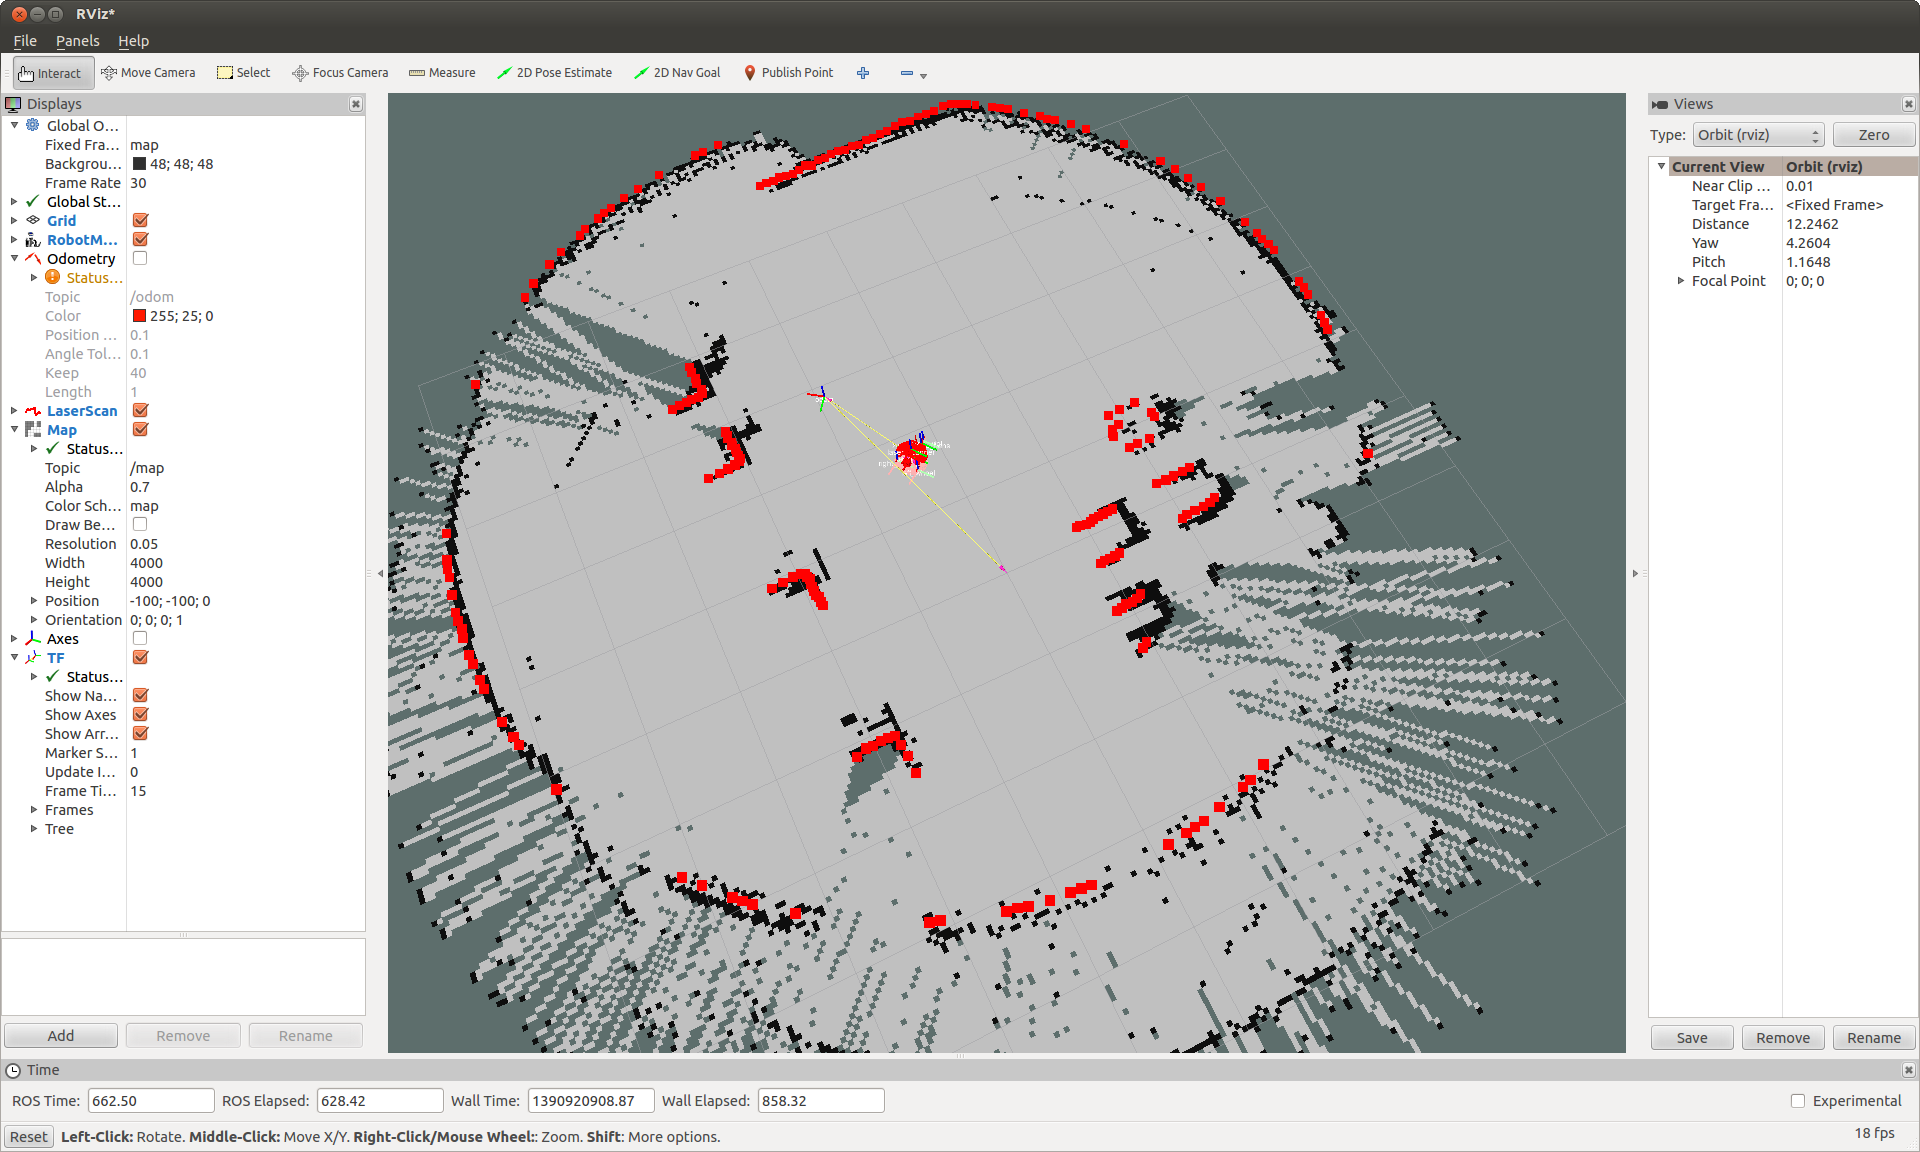 RViz*
File Panels Help
Interact Move Camera Select Focus Camera Measure 2D Pose Estimate 2D Nav Goal Publish Point
Displays
Global O...
Fixed Fra... map
Backgrou... 48; 48; 48
Frame Rate 30
Global St...
Grid
RobotM...
Odometry
Status...
Topic /odom
Color 255; 25; 0
Position ... 0.1
Angle Tol... 0.1
Keep 40
Length 1
LaserScan
Map
Status...
Topic /map
Alpha 0.7
Color Sch... map
Draw Be...
Resolution 0.05
Width 4000
Height 4000
Position -100; -100; 0
Orientation 0; 0; 0; 1
Axes
TF
Status...
Show Na...
Show Axes
Show Arr...
Marker S... 1
Update I... 0
Frame Ti... 15
Frames
Tree
Add Remove Rename
Views
Type: Orbit (rviz) Zero
Current View Orbit (rviz)
Near Clip ... 0.01
Target Fra... <Fixed Frame>
Distance 12.2462
Yaw 4.2604
Pitch 1.1648
Focal Point 0; 0; 0
Save Remove Rename
Time
ROS Time: 662.50 ROS Elapsed: 628.42 Wall Time: 1390920908.87 Wall Elapsed: 858.32 Experimental
Reset Left-Click: Rotate. Middle-Click: Move X/Y. Right-Click/Mouse Wheel:: Zoom. Shift: More options. 18 fps